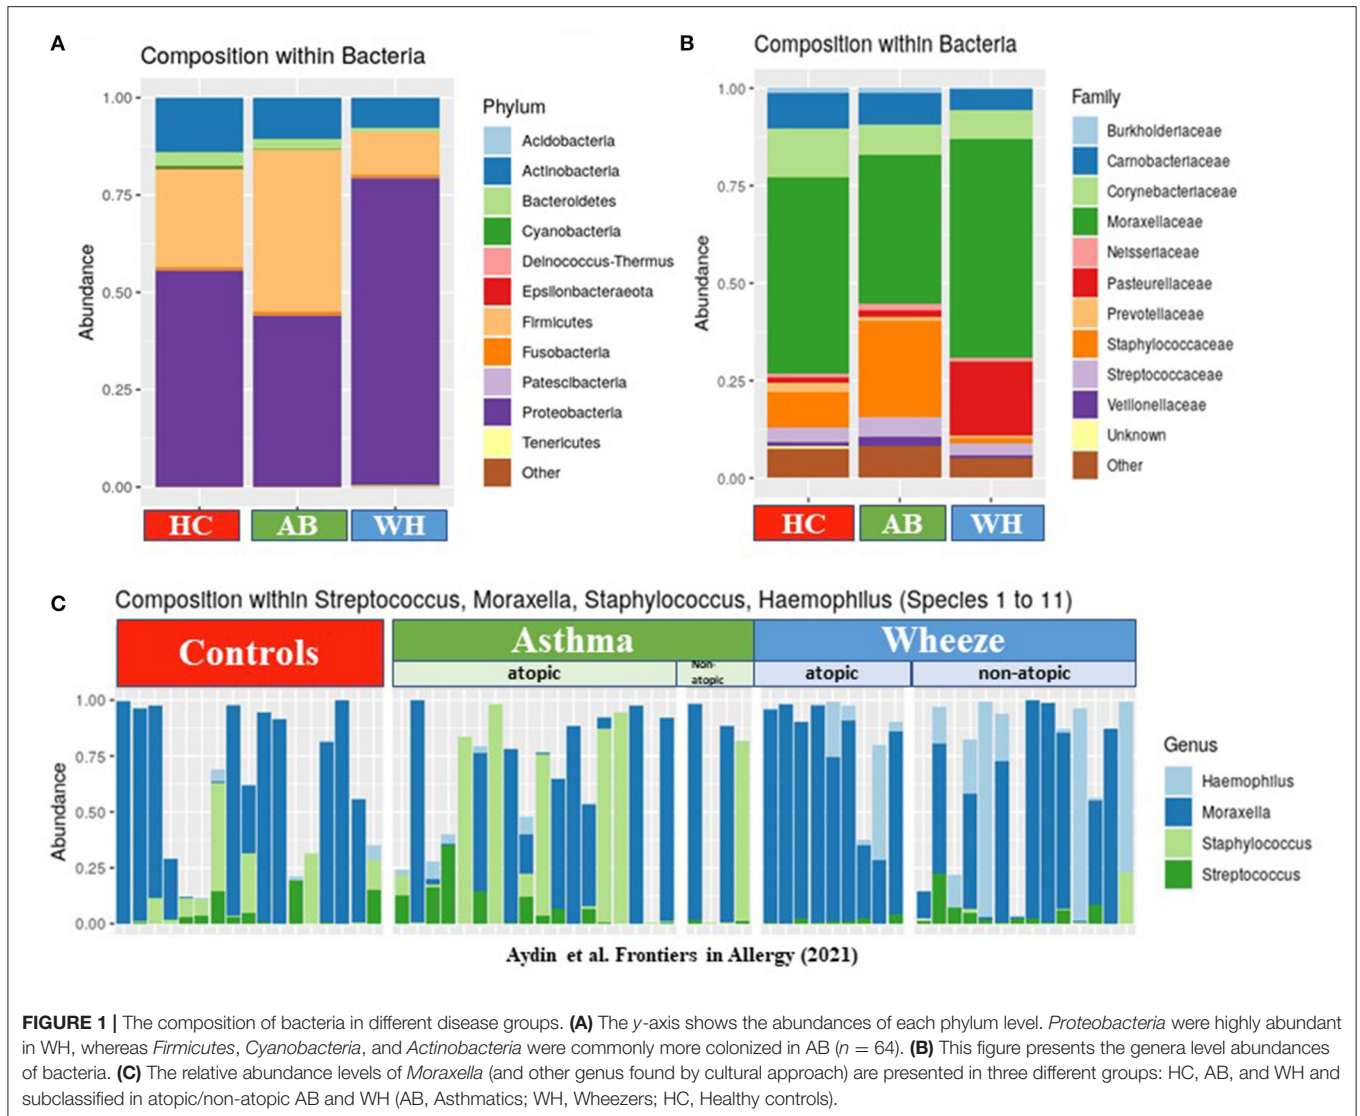 A
Composition within Bacteria
1.00
0.75
0.50
0.25
0.00
Abundance
HC
AB
WH
Phylum
Acidobacteria
Actinobacteria
Bacteroidetes
Cyanobacteria
Deinococcus-Thermus
Epsilonbacteraeota
Firmicutes
Fusobacteria
Patescibacteria
Proteobacteria
Tenericutes
Other
B
Composition within Bacteria
1.00
0.75
0.50
0.25
0.00
Abundance
HC
AB
WH
Family
Burkholderiaceae
Carnobacteriaceae
Corynebacteriaceae
Moraxellaceae
Neisseriaceae
Pasteurellaceae
Prevotellaceae
Staphylococcaceae
Streptococcaceae
Veillonellaceae
Unknown
Other
C
Composition within Streptococcus, Moraxella, Staphylococcus, Haemophilus (Species 1 to 11)
Controls
Asthma
Wheeze
atopic
Non-
atopic
atopic
non-atopic
1.00
0.75
0.50
0.25
0.00
Abundance
Genus
Haemophilus
Moraxella
Staphylococcus
Streptococcus
Aydin et al. Frontiers in Allergy (2021)
FIGURE 1 | The composition of bacteria in different disease groups. (A) The y-axis shows the abundances of each phylum level. Proteobacteria were highly abundant
in WH, whereas Firmicutes, Cyanobacteria, and Actinobacteria were commonly more colonized in AB (n = 64). (B) This figure presents the genera level abundances
of bacteria. (C) The relative abundance levels of Moraxella (and other genus found by cultural approach) are presented in three different groups: HC, AB, and WH and
subclassified in atopic/non-atopic AB and WH (AB, Asthmatics; WH, Wheezers; HC, Healthy controls).